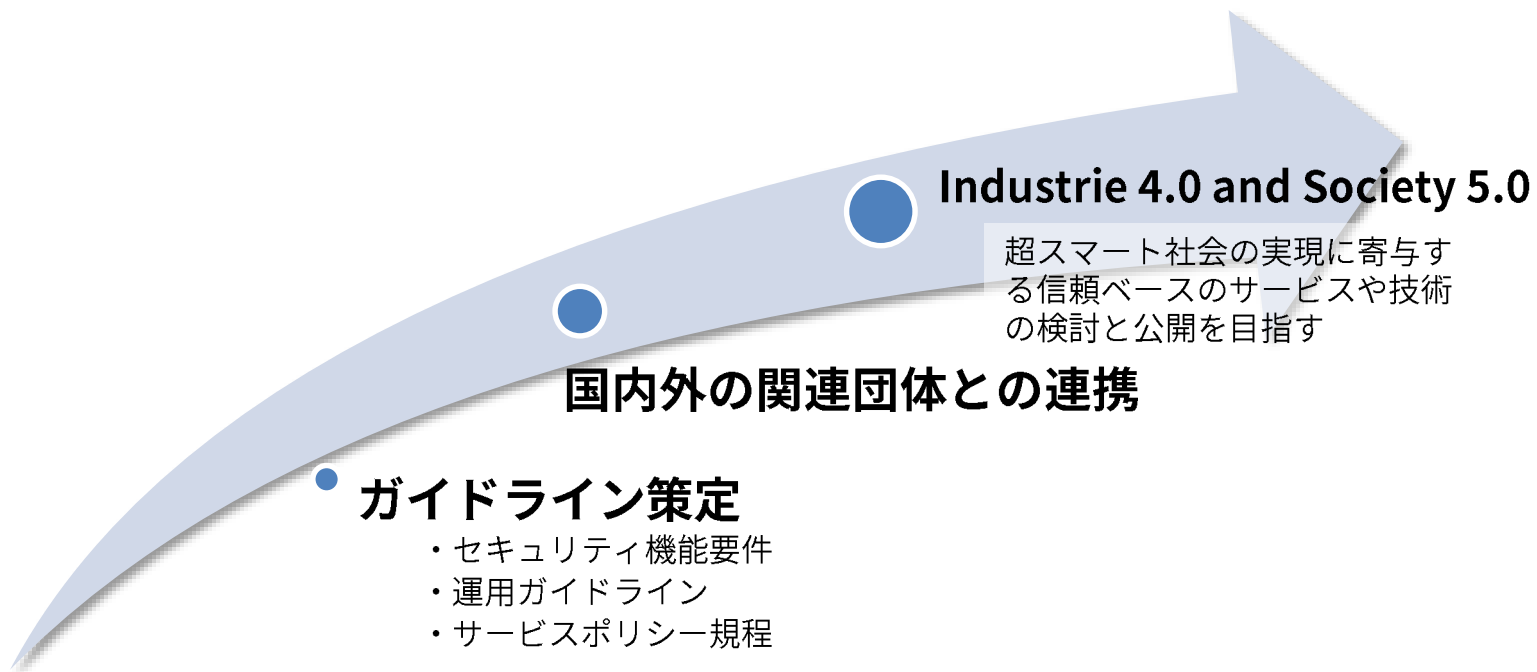 Industrie 4.0 and Society 5.0
超スマート社会の実現に寄与す
る信頼ベースのサービスや技術
の検討と公開を目指す
国内外の関連団体との連携
ガイドライン策定
・セキュリティ機能要件
・運用ガイドライン
・サービスポリシー規程